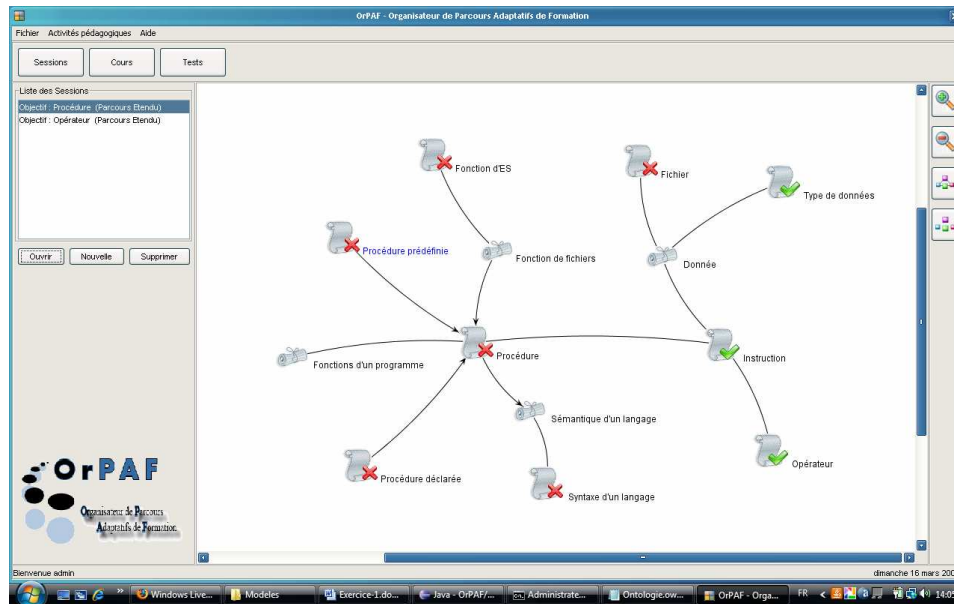 OrPAF - Organisateur de Parcours Adaptatifs de Formation
Fichier Activités pédagogiques Aide
Sessions Cours Tests
Liste des Sessions
Objectif : Procédure (Parcours Etendu)
Objectif : Opérateur (Parcours Etendu)
Ouvrir Nouvelle Supprimer
Fonction d'ES
Fichier
Type de données
Procédure prédéfinie
Fonction de fichiers
Donnée
Fonctions d'un programme
Procédure
Instruction
Sémantique d'un langage
Procédure déclarée
Syntaxe d'un langage
Opérateur
OrPAF
Organisateur de Parcours
Adaptatifs de Formation
Bienvenue admin
dimanche 16 mars 200
Windows Live... Modeles Exercice-1.do... Java - OrPAF/... Administrate... Ontologie.ow... OrPAF - Orga... FR 14:05